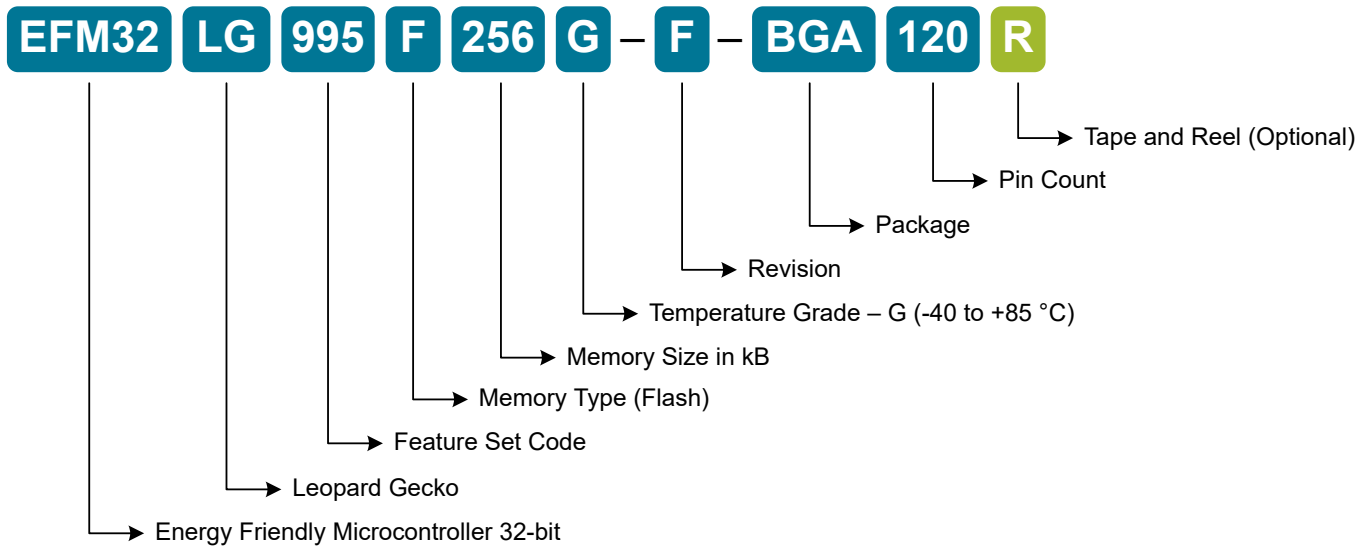 EFM32 LG 995 F 256 G – F – BGA 120 R
Tape and Reel (Optional)
Pin Count
Package
Revision
Temperature Grade – G (-40 to +85 °C)
Memory Size in kB
Memory Type (Flash)
Feature Set Code
Leopard Gecko
Energy Friendly Microcontroller 32-bit